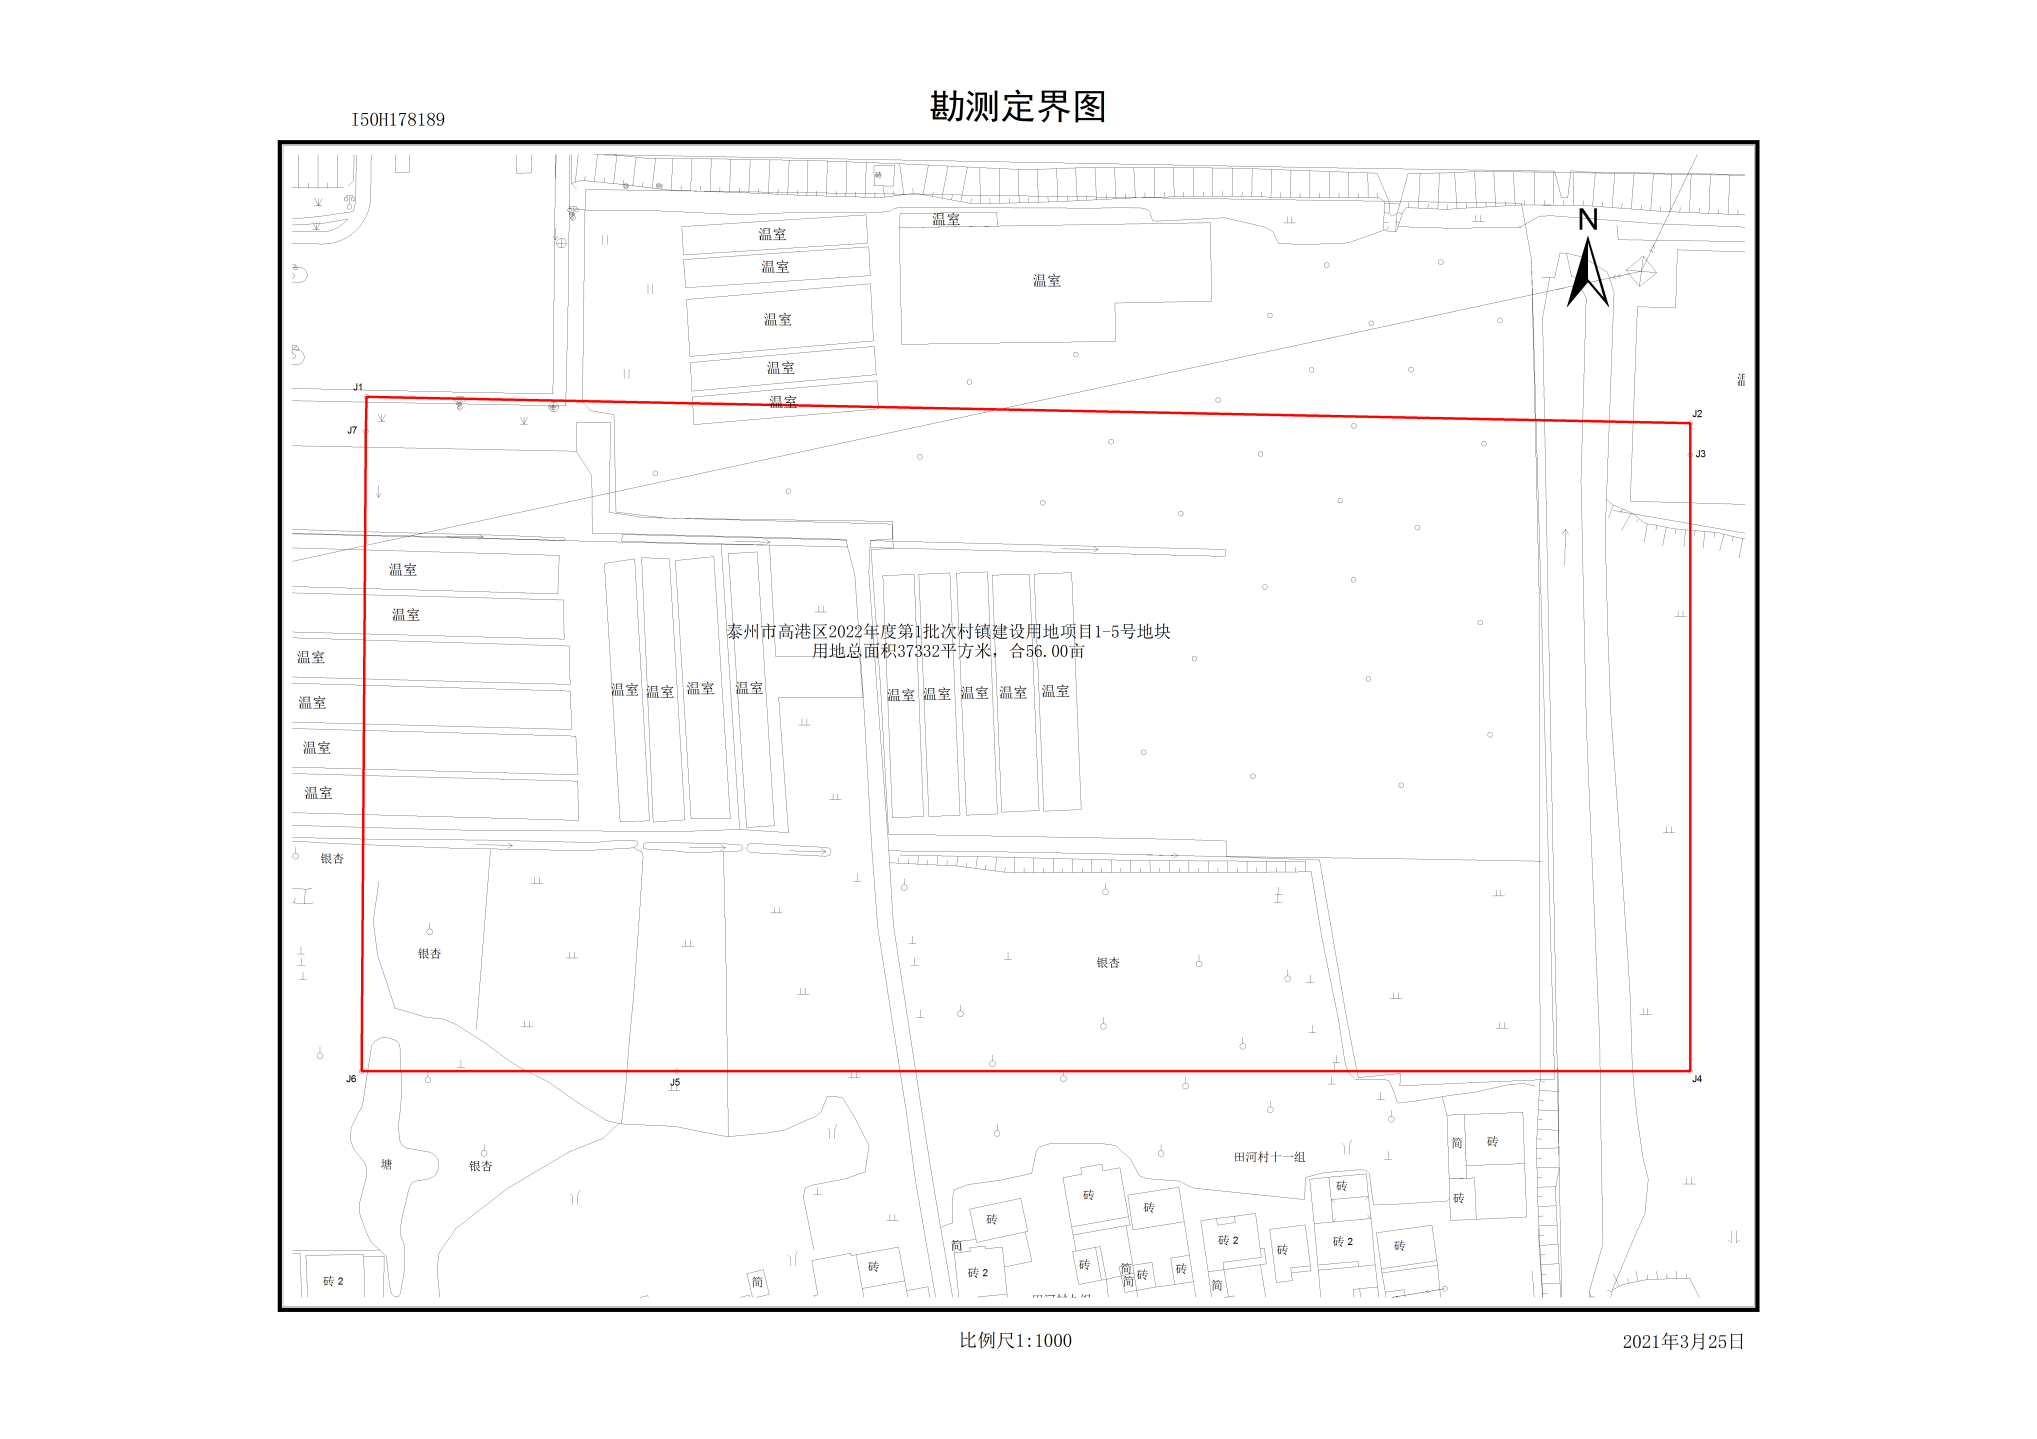 勘测定界图
I50H178189
砖
N
温室
温室
温室
温室
温室
温室
温室
J1
J2
J7
J3
温室
温室
泰州市高港区2022年度第1批次村镇建设用地项目1-5号地块
用地总面积37332平方米，合56.00亩
温室
温室
温室
温室
温室 温室 温室 温室
温室 温室 温室 温室 温室
银杏
银杏
银杏
J6
J5
J4
塘
银杏
田河村十一组
简 砖
砖
砖
砖
砖
砖
简
砖 2
砖
砖 2
砖
砖
砖 2
简
砖
简
砖 2
简
简
砖
砖
简
比例尺1:1000
2021年3月25日